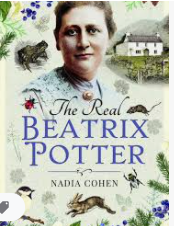 The Real
BEATRIX
POTTER
NADIA COHEN